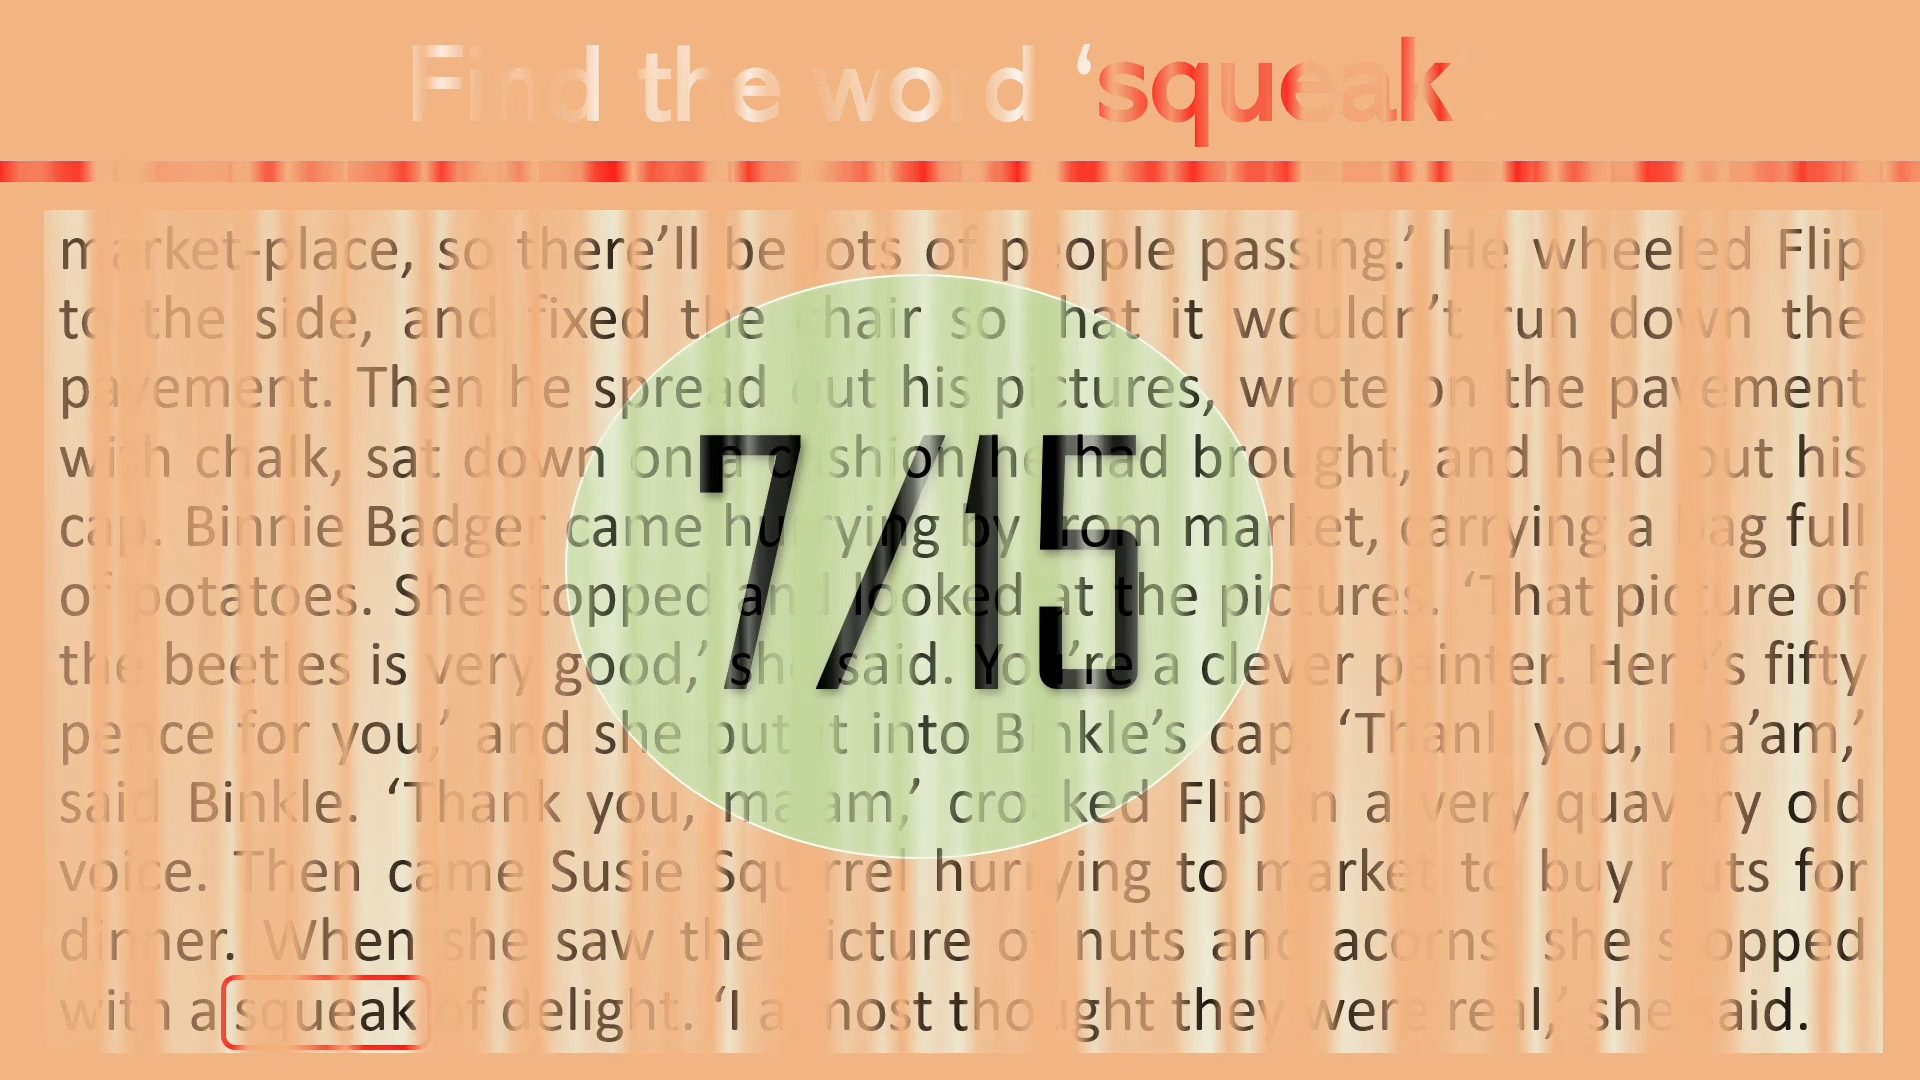 Find the word ‘squeak
market-place, so there’ll be lots of people passing.’ He wheeled Flip
to the side, and fixed the chair so that it wouldn’t run down the
pavement. Then he spread out his pictures, wrote on the pavement
with chalk, sat down on a cushion he had brought, and held out his
cap. Binnie Badger came hurrying by from market, carrying a bag full
of potatoes. She stopped and looked at the pictures. ‘That picture of
the beetles is very good,’ she said. You’re a clever painter. Here’s fifty
pence for you,’ and she put it into Binkle’s cap. ‘Thank you, ma’am,’
said Binkle. ‘Thank you, ma’am,’ croaked Flip in a very quavery old
voice. Then came Susie Squirrel hurrying to market to buy nuts for
dinner. When she saw the picture of nuts and acorns she stopped
with a squeak of delight. ‘I almost thought they were real,’ she said.
7/15